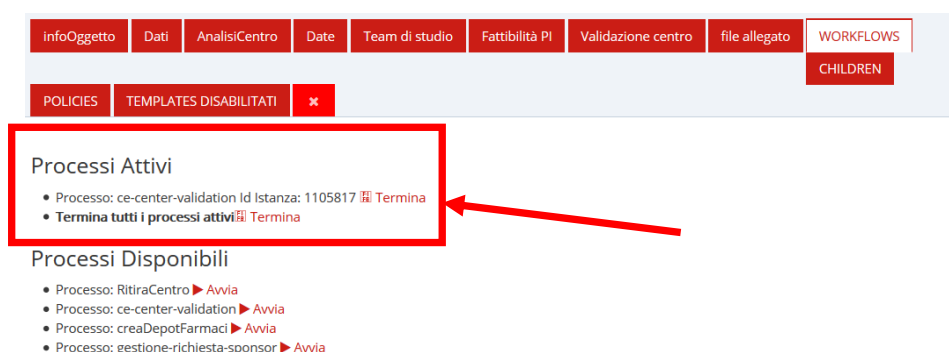 infoOggetto Dati AnalisiCentro Date Team di studio Fattibilità PI Validazione centro file allegato WORKFLOWS
CHILDREN
POLICIES TEMPLATES DISABILITATI ×
Processi Attivi
• Processo: ce-center-validation Id Istanza: 1105817 Termina
• Termina tutti i processi attivi Termina
Processi Disponibili
• Processo: RitiraCentro ▶ Avvia
• Processo: ce-center-validation ▶ Avvia
• Processo: creaDepotFarmaci ▶ Avvia
• Processo: gestione-richiesta-sponsor ▶ Avvia